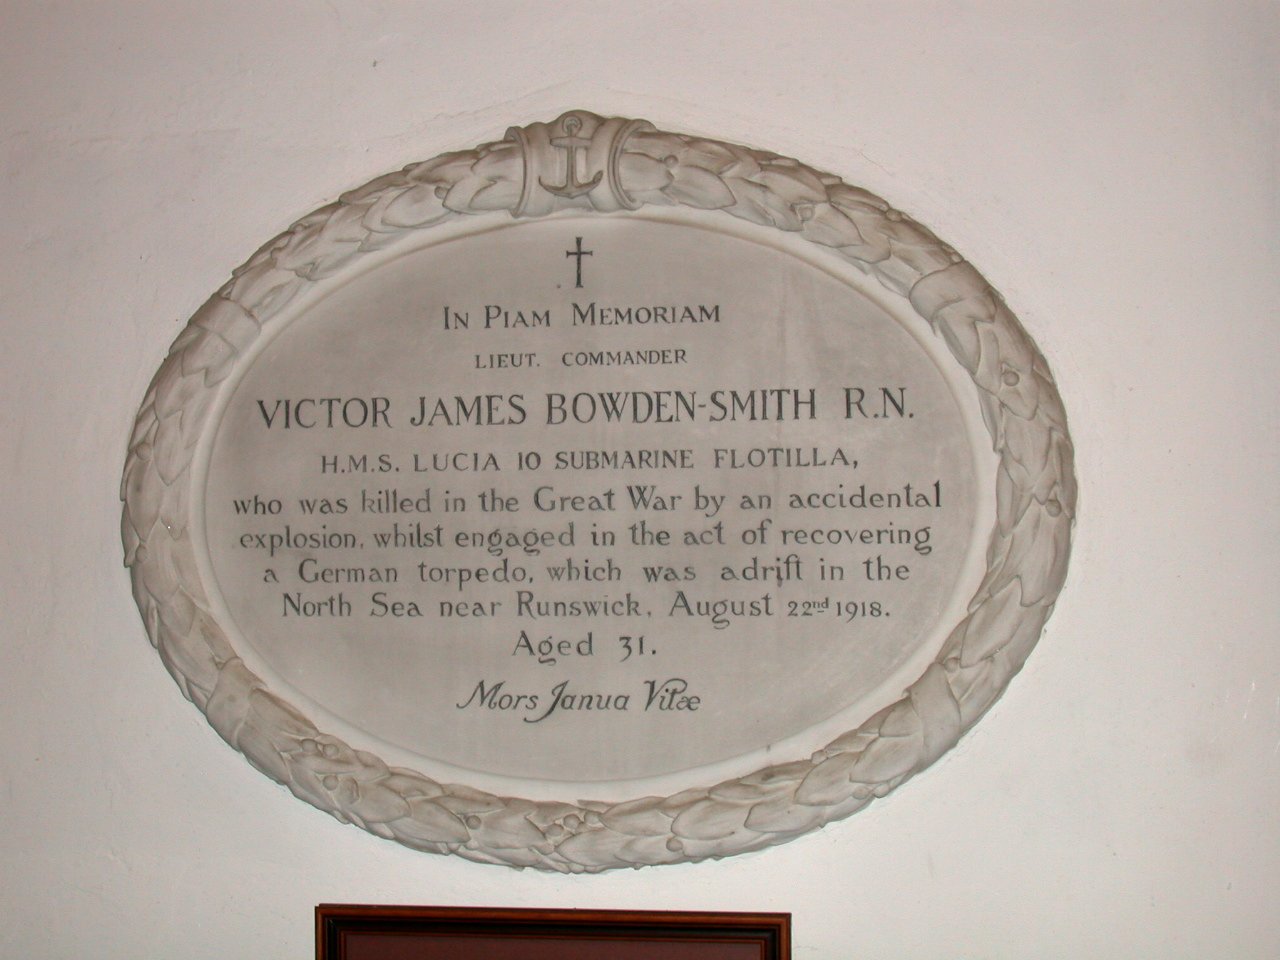 In Piam Memoriam
LIEUT. COMMANDER
VICTOR JAMES BOWDEN-SMITH R.N.
H.M.S. LUCIA 10 SUBMARINE FLOTILLA,
who was killed in the Great War by an accidental
explosion, whilst engaged in the act of recovering
a German torpedo, which was adrift in the
North Sea near Runswick, August 22nd 1918.
Aged 31.
Mors Janua Vitæ